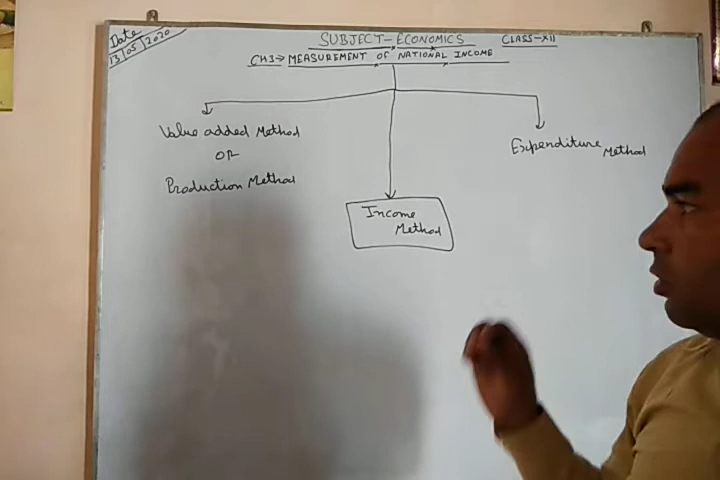 Date
13/05/2020
SUBJECT-ECONOMICS CLASS-XII
CH3→ MEASUREMENT OF NATIONAL INCOME
Value added Method
OR
Production Method
Income
Method
Expenditure Method